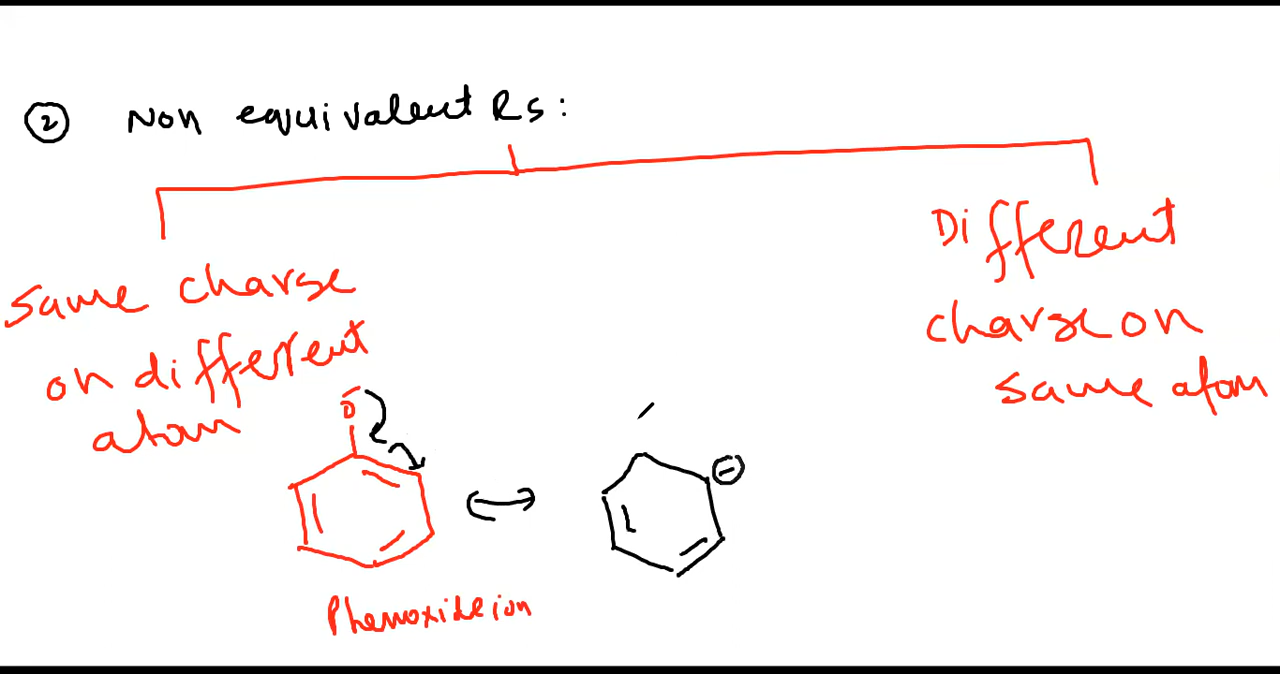 ② Non equivalent RS:
Same charge
on different
atom
Different
charge on
same atom
Ō
⊖
Phenoxide ion